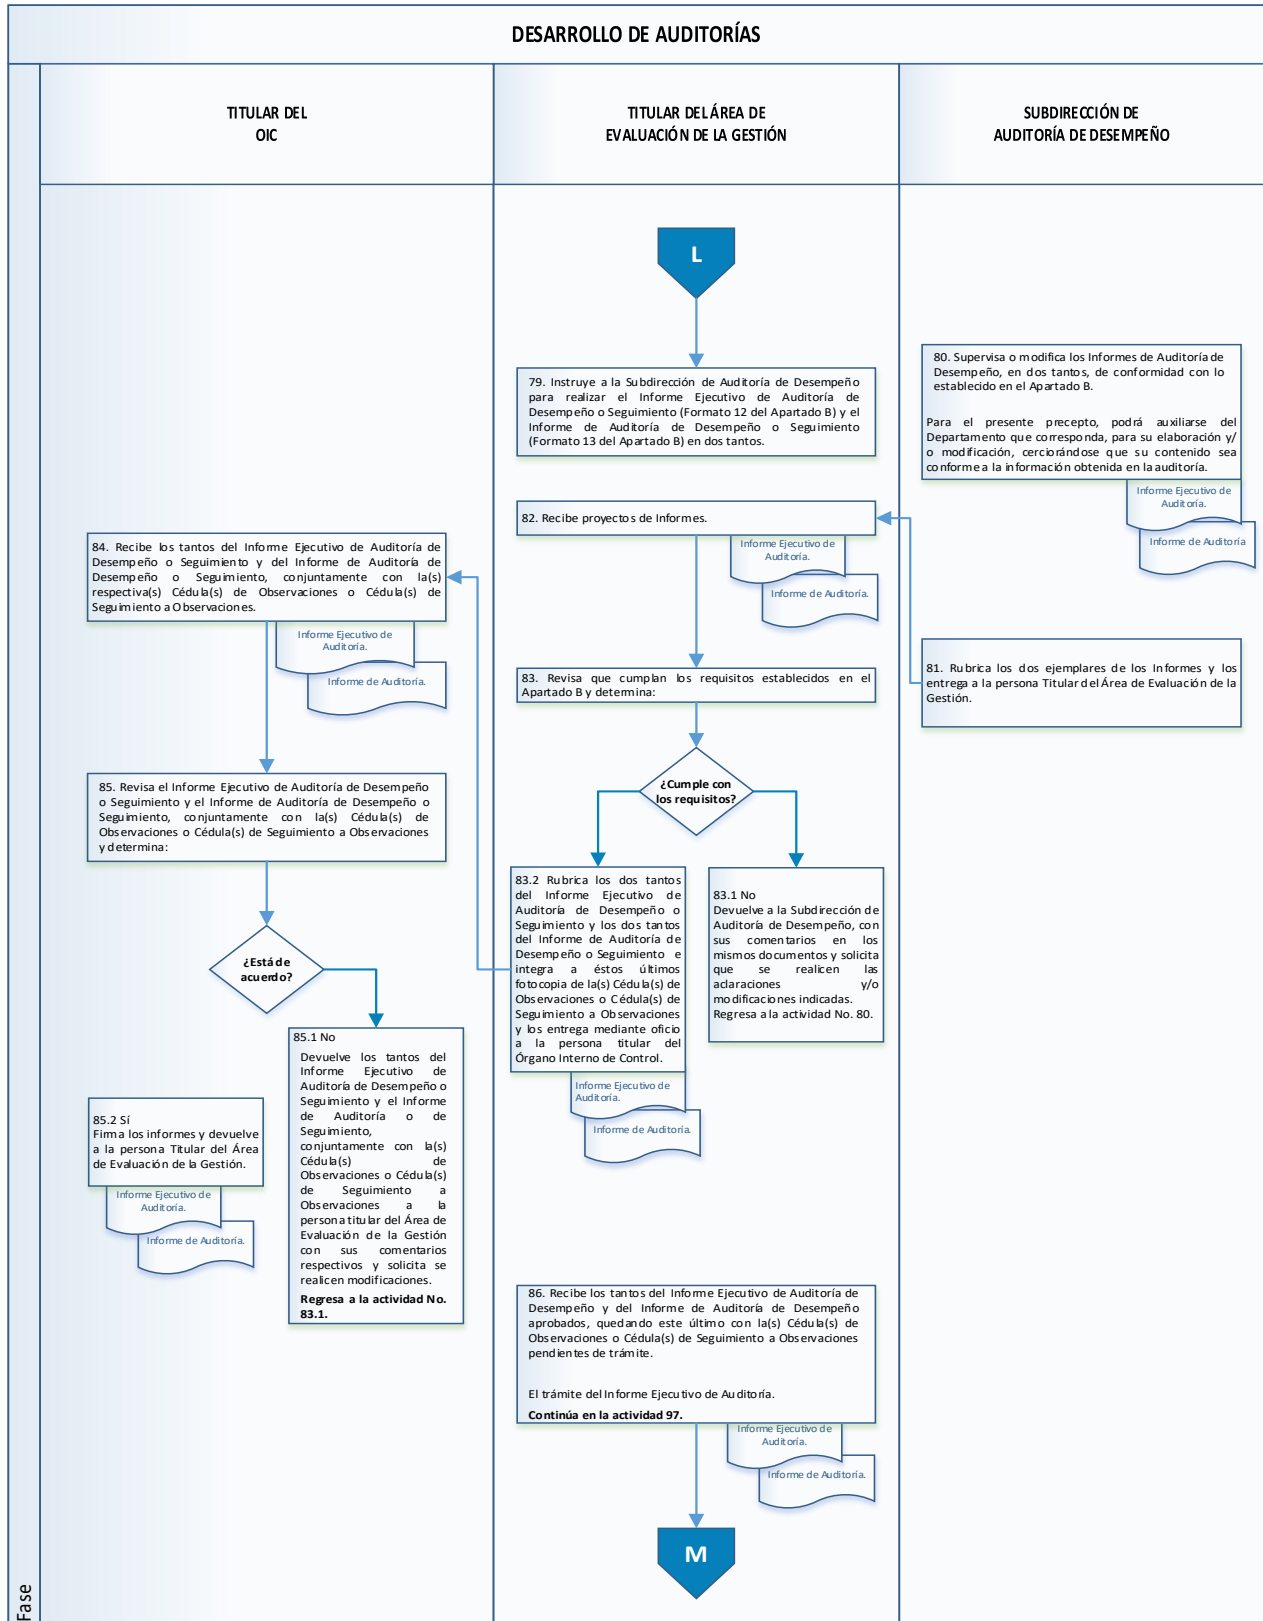 DESARROLLO DE AUDITORÍAS
TITULAR DEL
OIC
TITULAR DEL ÁREA DE
EVALUACIÓN DE LA GESTIÓN
SUBDIRECCIÓN DE
AUDITORÍA DE DESEMPEÑO
L
79. Instruye a la Subdirección de Auditoría de Desempeño
para realizar el Informe Ejecutivo de Auditoría de
Desempeño o Seguimiento (Formato 12 del Apartado B) y el
Informe de Auditoría de Desempeño o Seguimiento
(Formato 13 del Apartado B) en dos tantos.
80. Supervisa o modifica los Informes de Auditoría de
Desempeño, en dos tantos, de conformidad con lo
establecido en el Apartado B.
Para el presente precepto, podrá auxiliarse del
Departamento que corresponda, para su elaboración y/
o modificación, cerciorándose que su contenido sea
conforme a la información obtenida en la auditoría.
Informe Ejecutivo de
Auditoría.
Informe de Auditoría
81. Rubrica los dos ejemplares de los Informes y los
entrega a la persona Titular del Área de Evaluación de la
Gestión.
82. Recibe proyectos de Informes.
Informe Ejecutivo de
Auditoría.
Informe de Auditoría.
83. Revisa que cumplan los requisitos establecidos en el
Apartado B y determina:
¿Cumple con
los requisitos?
83.1 No
Devuelve a la Subdirección de
Auditoría de Desempeño, con
sus comentarios en los
mismos documentos y solicita
que se realicen las
aclaraciones y/o
modificaciones indicadas.
Regresa a la actividad No. 80.
83.2 Rubrica los dos tantos
del Informe Ejecutivo de
Auditoría de Desempeño o
Seguimiento y los dos tantos
del Informe de Auditoría de
Desempeño o Seguimiento e
integra a éstos últimos
fotocopia de la(s) Cédula(s) de
Observaciones o Cédula(s) de
Seguimiento a Observaciones
y los entrega mediante oficio
a la persona titular del
Órgano Interno de Control.
Informe Ejecutivo de
Auditoría.
Informe de Auditoría.
84. Recibe los tantos del Informe Ejecutivo de Auditoría de
Desempeño o Seguimiento y del Informe de Auditoría de
Desempeño o Seguimiento, conjuntamente con la(s)
respectiva(s) Cédula(s) de Observaciones o Cédula(s) de
Seguimiento a Observaciones.
Informe Ejecutivo de
Auditoría.
Informe de Auditoría.
85. Revisa el Informe Ejecutivo de Auditoría de Desempeño
o Seguimiento y el Informe de Auditoría de Desempeño o
Seguimiento, conjuntamente con la(s) Cédula(s) de
Observaciones o Cédula(s) de Seguimiento a Observaciones
y determina:
¿Está de
acuerdo?
85.1 No
Devuelve los tantos del
Informe Ejecutivo de
Auditoría de Desempeño o
Seguimiento y el Informe
de Auditoría o de
Seguimiento,
conjuntamente con la(s)
Cédula(s) de
Observaciones o Cédula(s)
de Seguimiento a
Observaciones a la
persona titular del Área de
Evaluación de la Gestión
con sus comentarios
respectivos y solicita se
realicen modificaciones.
Regresa a la actividad No.
83.1.
85.2 Sí
Firma los informes y devuelve
a la persona Titular del Área
de Evaluación de la Gestión.
Informe Ejecutivo de
Auditoría.
Informe de Auditoría.
86. Recibe los tantos del Informe Ejecutivo de Auditoría de
Desempeño y del Informe de Auditoría de Desempeño
aprobados, quedando este último con la(s) Cédula(s) de
Observaciones o Cédula(s) de Seguimiento a Observaciones
pendientes de trámite.
El trámite del Informe Ejecutivo de Auditoría.
Continúa en la actividad 97.
Informe Ejecutivo de
Auditoría.
Informe de Auditoría.
M
Fase